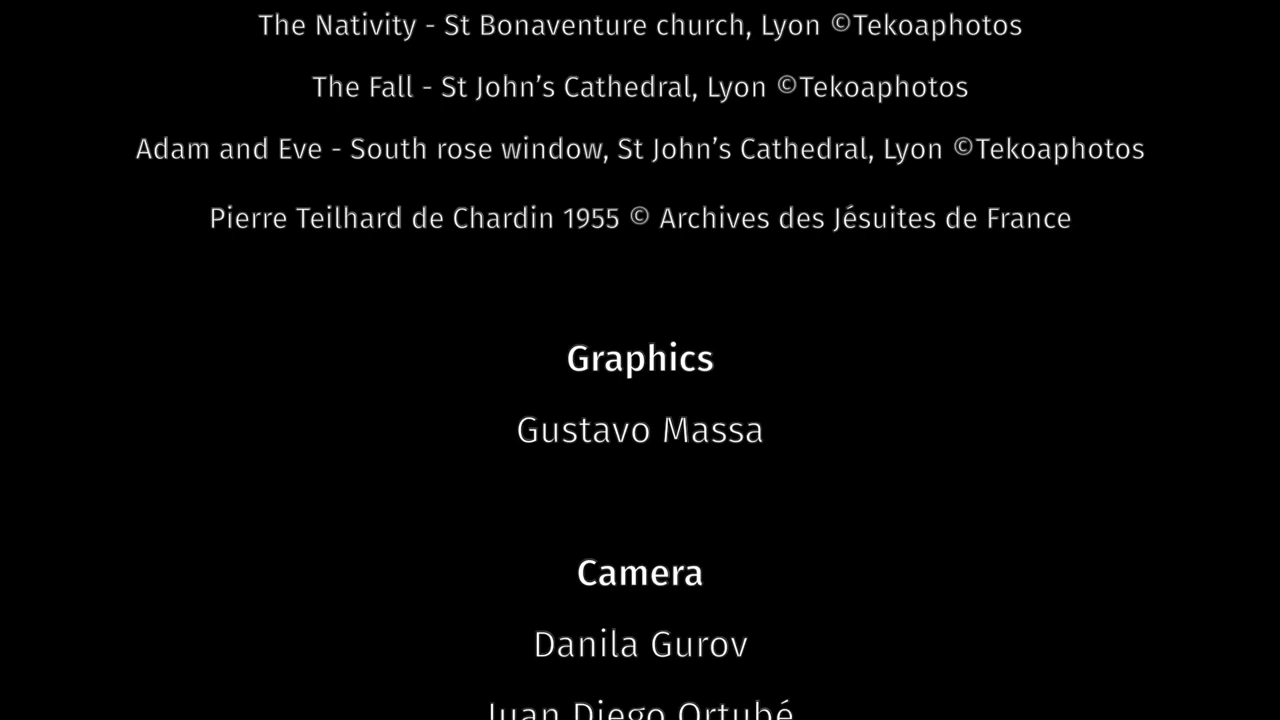 The Nativity - St Bonaventure church, Lyon ©Tekoaphotos
The Fall - St John’s Cathedral, Lyon ©Tekoaphotos
Adam and Eve - South rose window, St John’s Cathedral, Lyon ©Tekoaphotos
Pierre Teilhard de Chardin 1955 © Archives des Jésuites de France
Graphics
Gustavo Massa
Camera
Danila Gurov
Juan Diego Ortubé